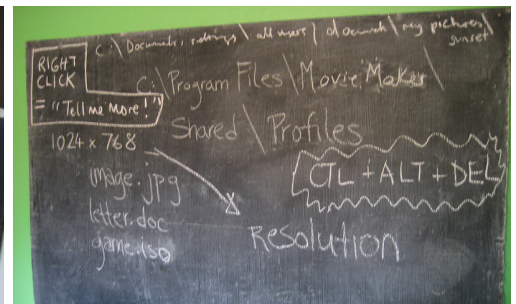 C:\Documents, settings\all users\documents\my pictures\
sunset
RIGHT
CLICK
= "Tell me More!"
C:\Program Files\Movie Maker\
Shared\Profiles
1024 x 768
CTL + ALT + DEL
image.jpg
letter.doc
game.iso
Resolution